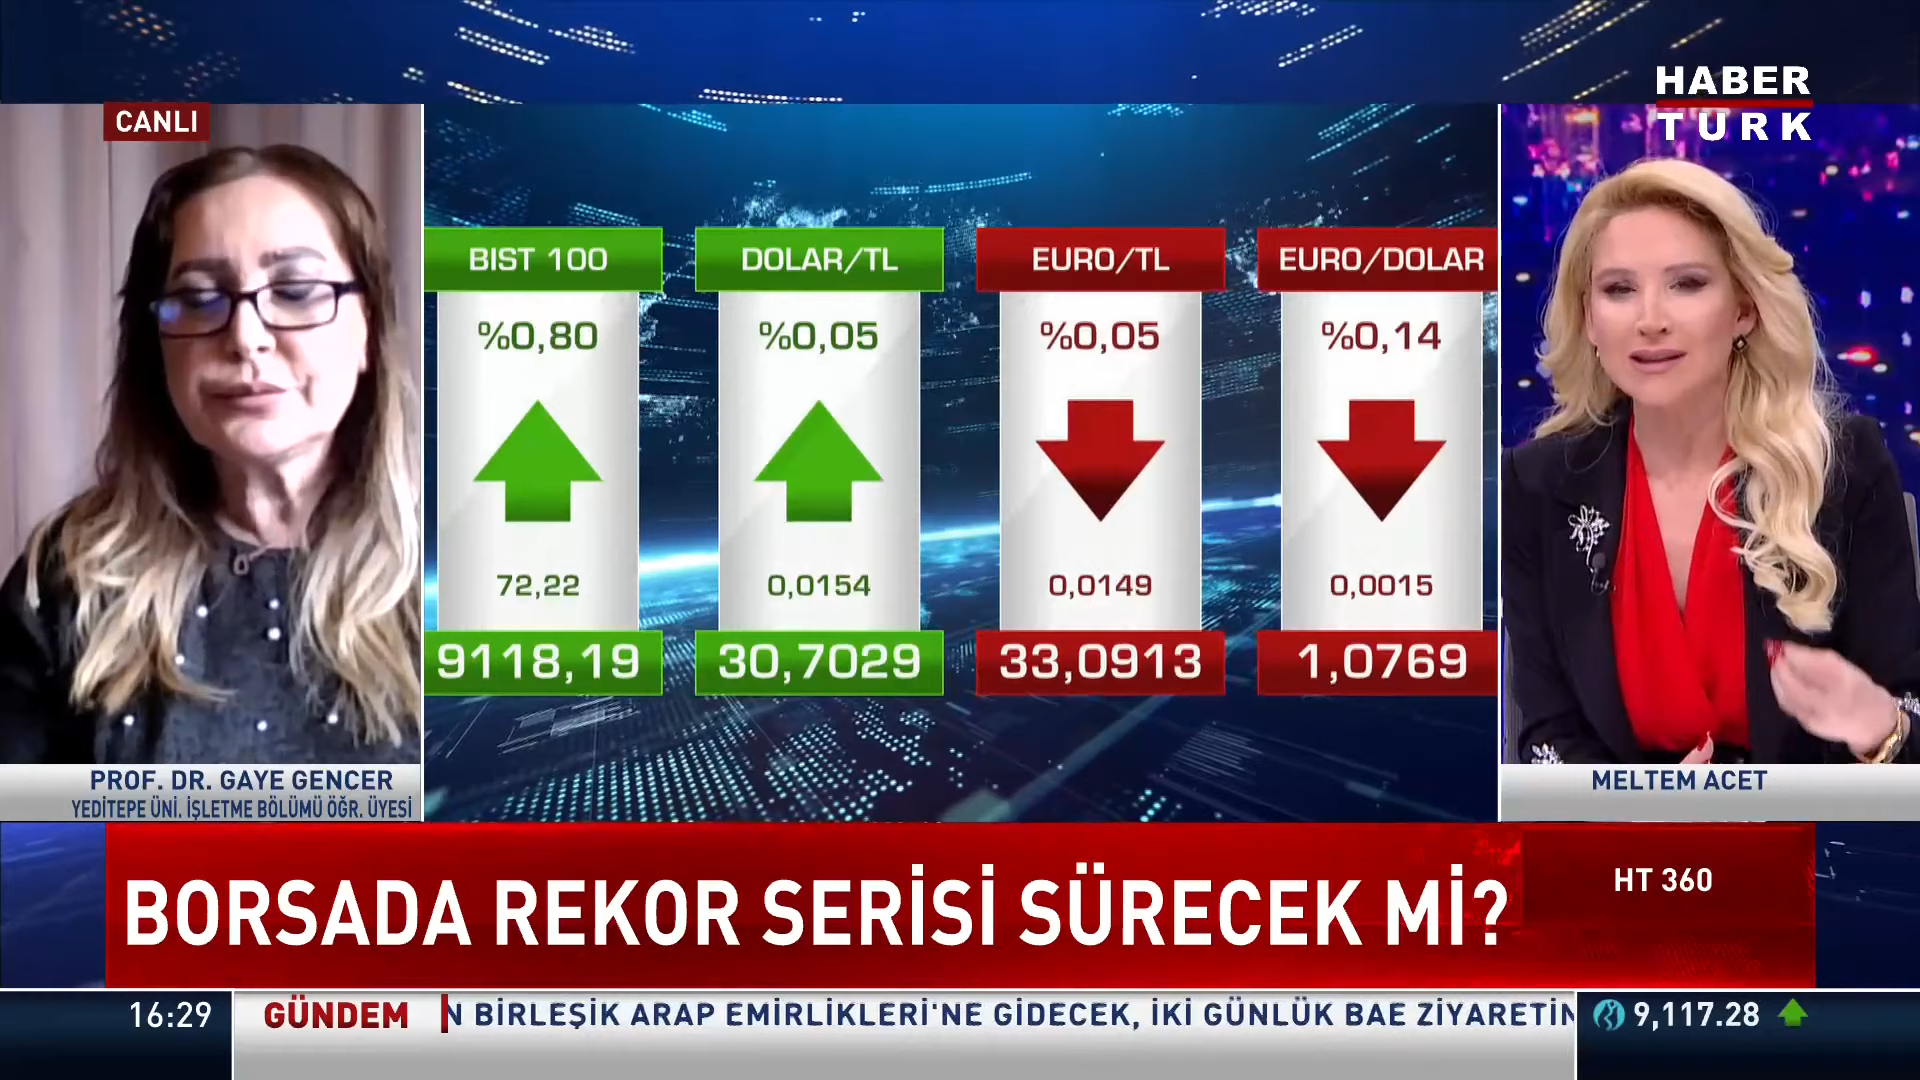 HABER
TURK
CANLI
BIST 100
%0,80
72,22
9118,19
DOLAR/TL
%0,05
0,0154
30,7029
EURO/TL
%0,05
0,0149
33,0913
EURO/DOLAR
%0,14
0,0015
1,0769
PROF. DR. GAYE GENCER
YEDİTEPE ÜNİ. İŞLETME BÖLÜMÜ ÖĞR. ÜYESİ
MELTEM ACET
BORSADA REKOR SERİSİ SÜRECEK Mİ?
HT 360
16:29
GÜNDEM
N BİRLEŞİK ARAP EMİRLİKLERİ'NE GİDECEK, İKİ GÜNLÜK BAE ZİYARETİN
9,117.28